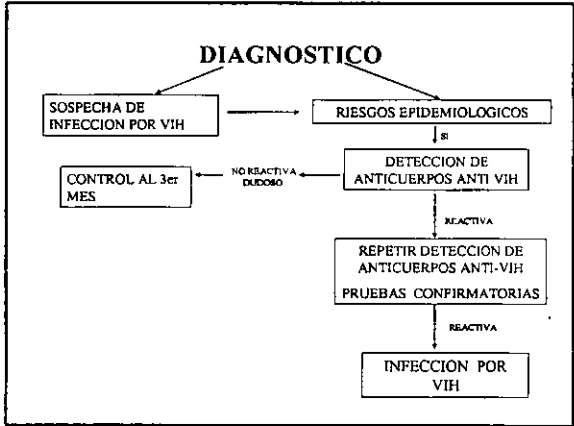 DIAGNOSTICO
SOSPECHA DE
INFECCION POR VIH
RIESGOS EPIDEMIOLOGICOS
SI
DETECCION DE
ANTICUERPOS ANTI VIH
NO REACTIVA
DUDOSO
CONTROL AL 3er
MES
REACTIVA
REPETIR DETECCION DE
ANTICUERPOS ANTI-VIH
PRUEBAS CONFIRMATORIAS
REACTIVA
INFECCION POR
VIH